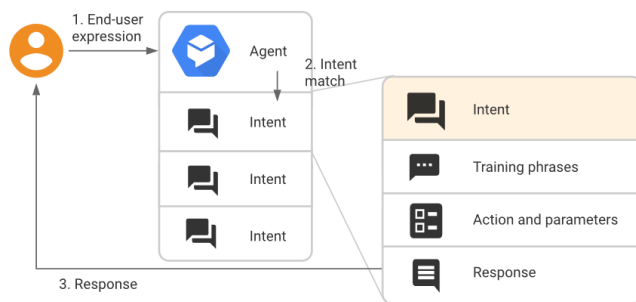 1. End-user
expression
Agent
2. Intent
match
Intent
Intent
Intent
Intent
Training phrases
Action and parameters
Response
3. Response